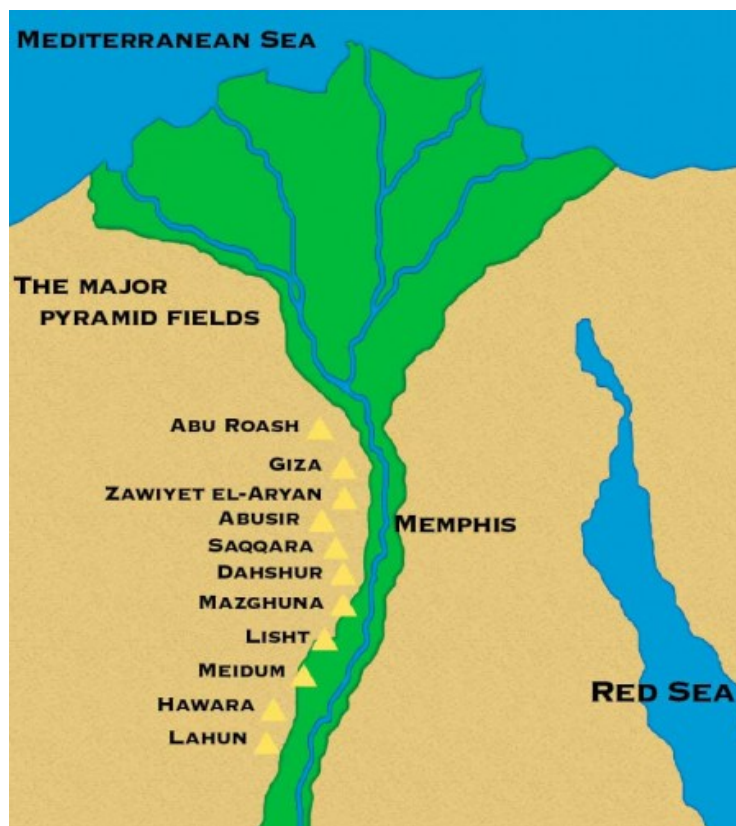 MEDITERRANEAN SEA
THE MAJOR
PYRAMID FIELDS
ABU ROASH
GIZA
ZAWIYET EL-ARYAN
ABUSIR
MEMPHIS
SAQQARA
DAHSHUR
MAZGHUNA
LISHT
MEIDUM
RED SEA
HAWARA
LAHUN